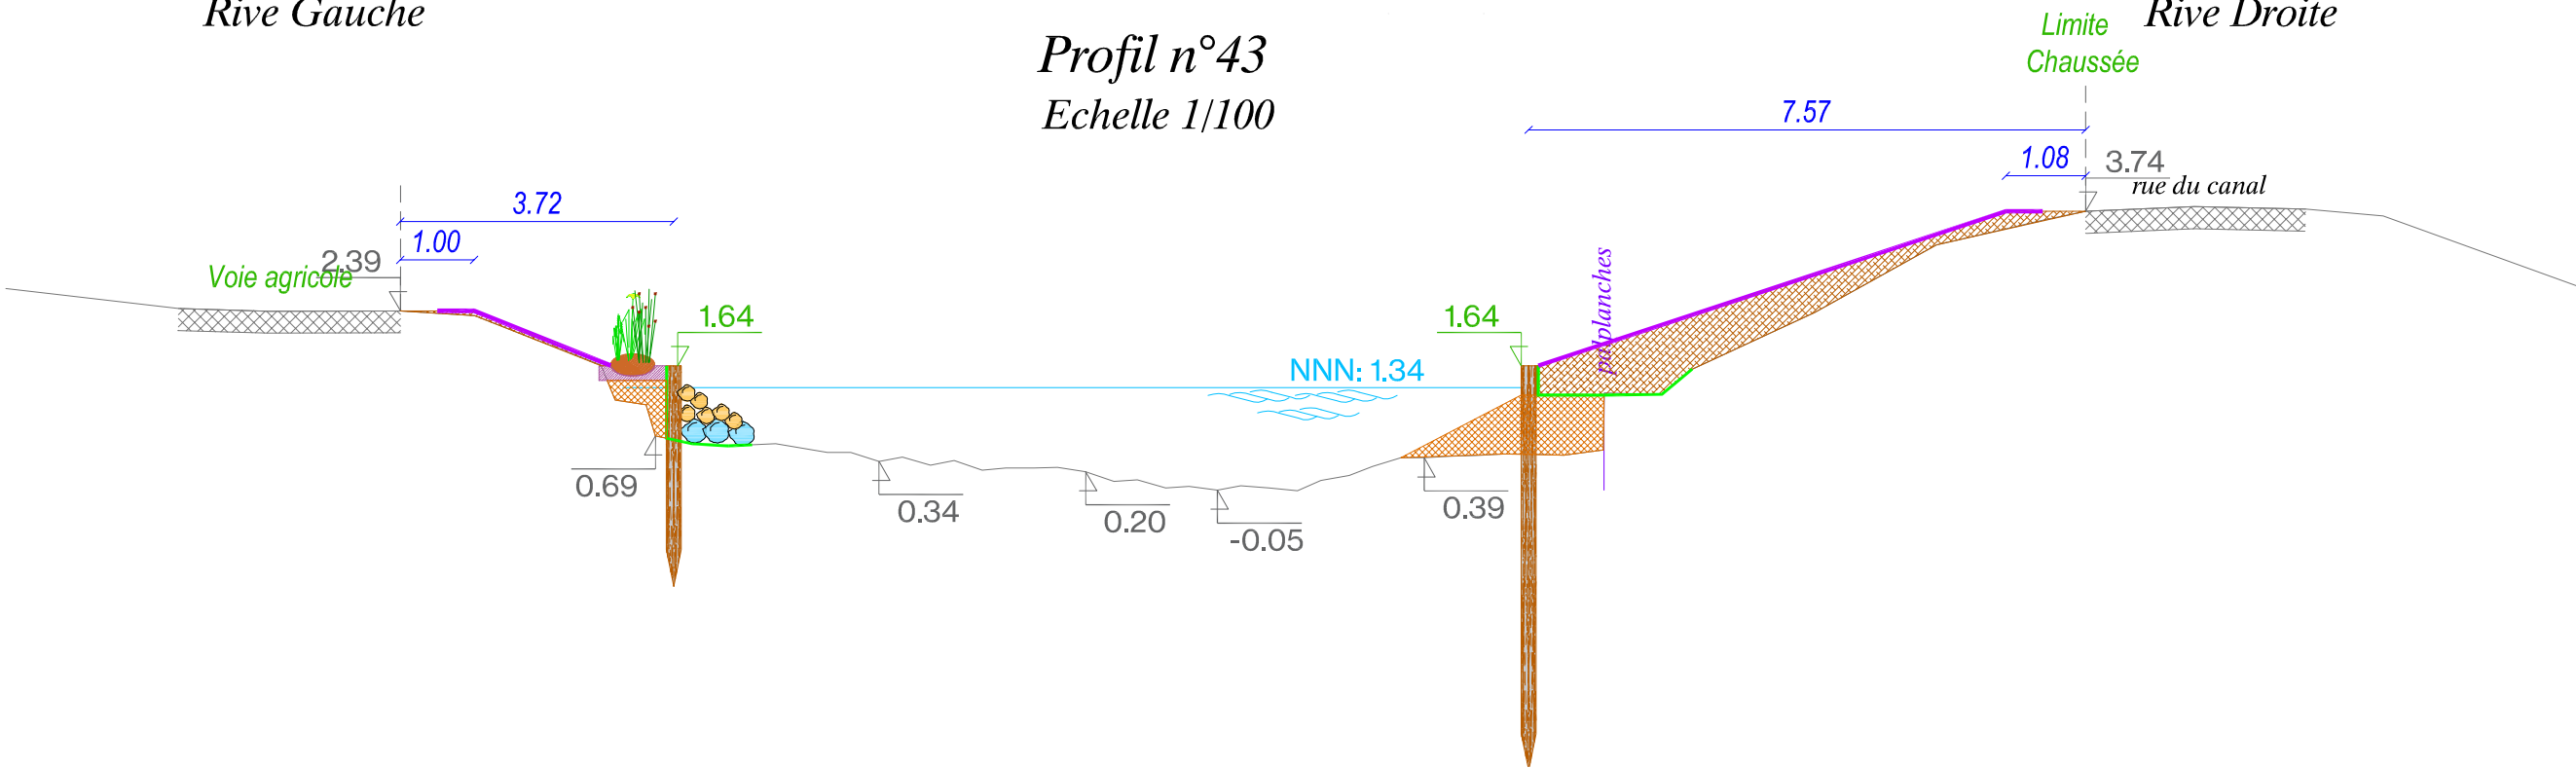 Rive Gauche
Rive Droite
Limite
Chaussée
Profil n°43
Echelle 1/100
7.57
1.08
3.74
rue du canal
3.72
1.00
2.39
Voie agricole
palplanches
1.64
1.64
NNN: 1.34
0.69
0.34
0.20
-0.05
0.39